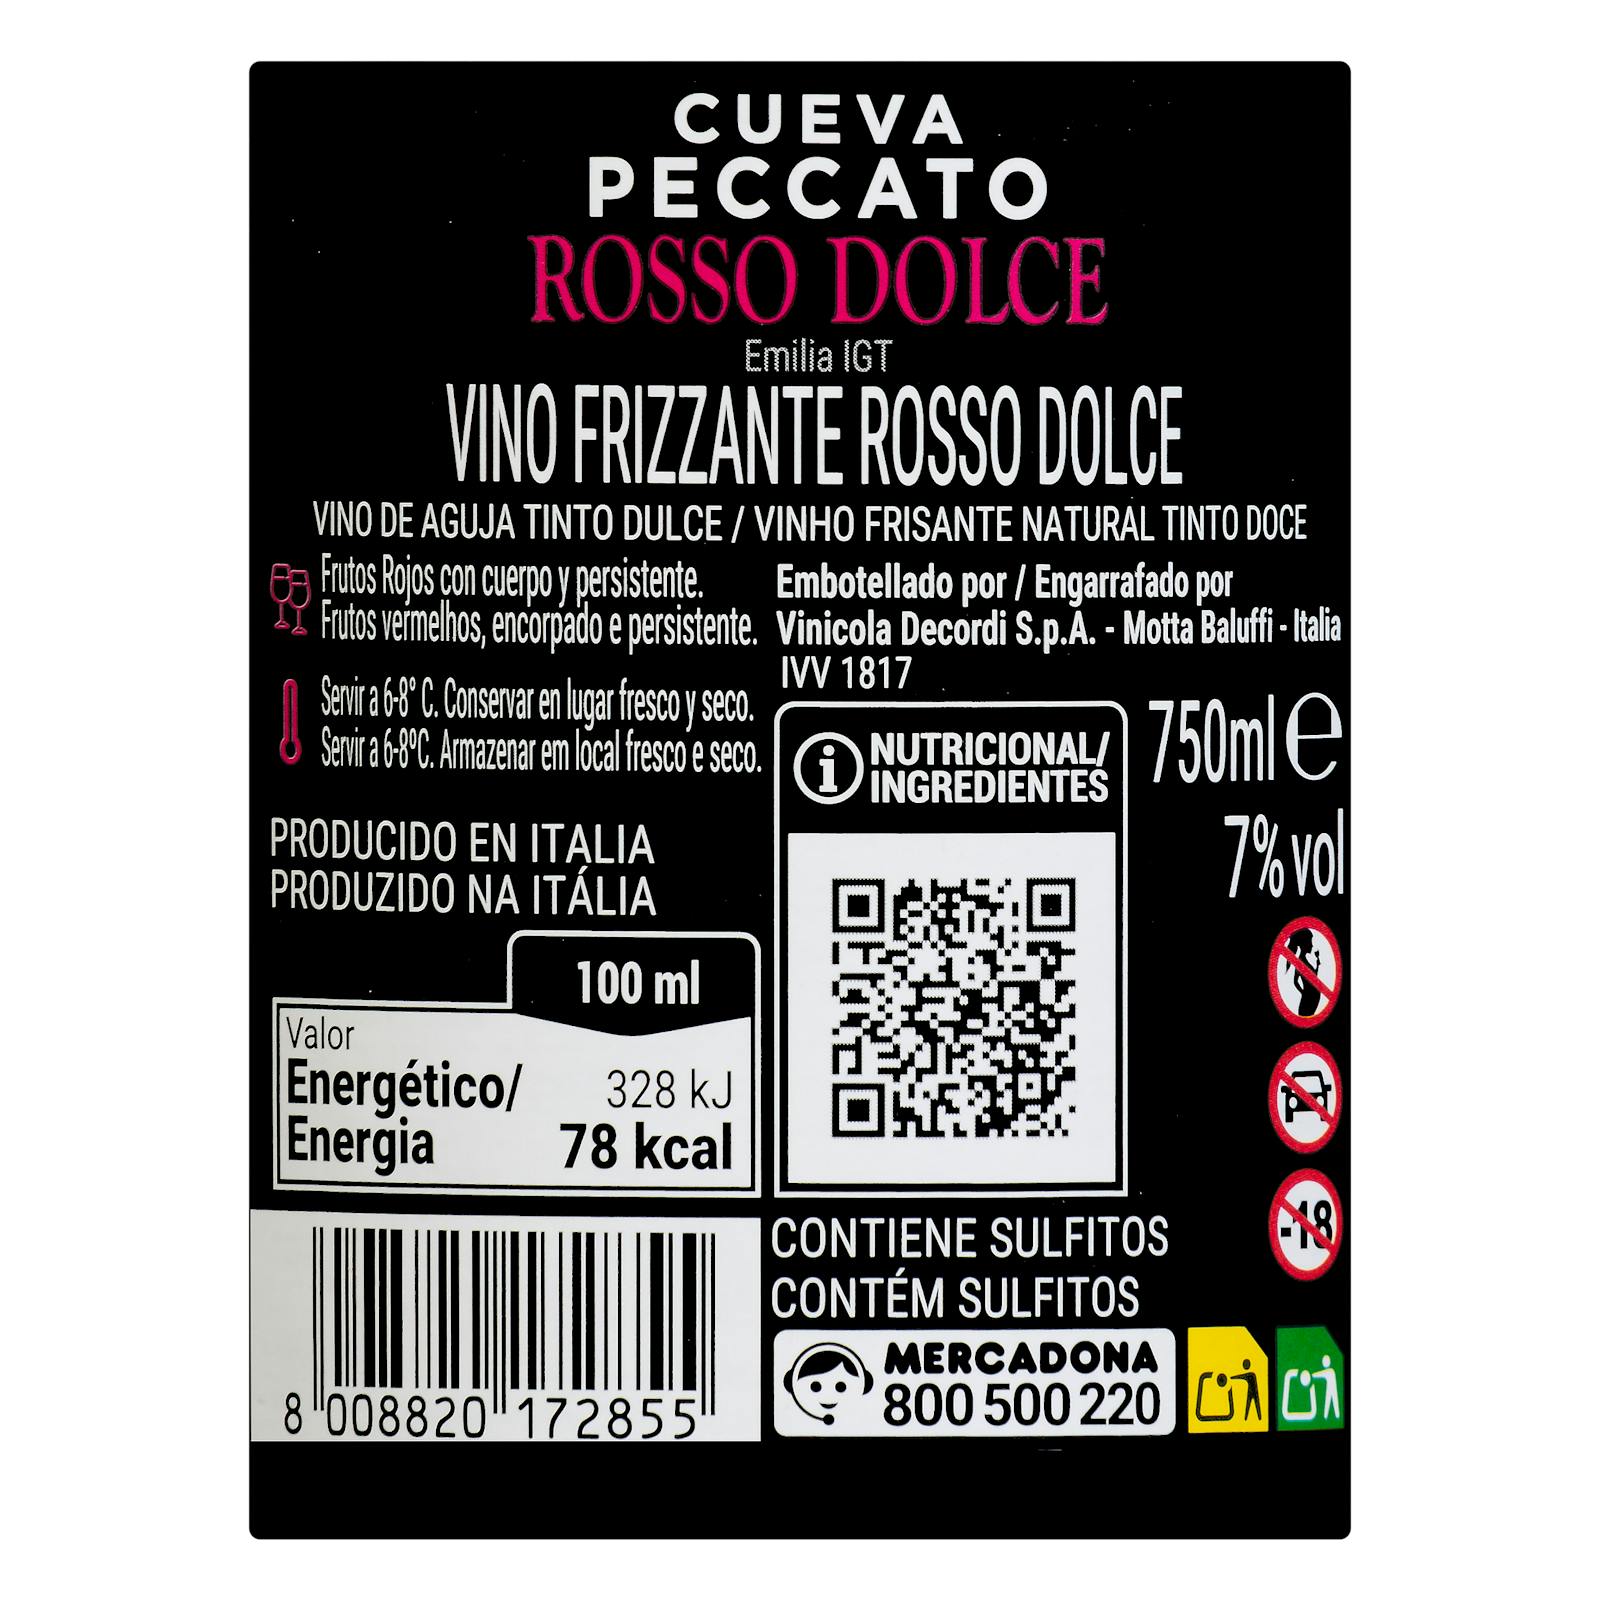 CUEVA
PECCATO
ROSSO DOLCE
Emilia IGT
VINO FRIZZANTE ROSSO DOLCE
VINO DE AGUJA TINTO DULCE / VINHO FRISANTE NATURAL TINTO DOCE
Frutos Rojos con cuerpo y persistente.
Frutos vermelhos, encorpado e persistente.
Servir a 6-8° C. Conservar en lugar fresco y seco.
Servir a 6-8ºC. Armazenar em local fresco e seco.
PRODUCIDO EN ITALIA
PRODUZIDO NA ITÁLIA
100 ml
Valor
Energético/
Energia
328 kJ
78 kcal
8 008820 172855
Embotellado por / Engarrafado por
Vinicola Decordi S.p.A. - Motta Baluffi - Italia
IVV 1817
NUTRICIONAL/
INGREDIENTES
750ml e
7% vol
-18
CONTIENE SULFITOS
CONTÉM SULFITOS
MERCADONA
800 500 220